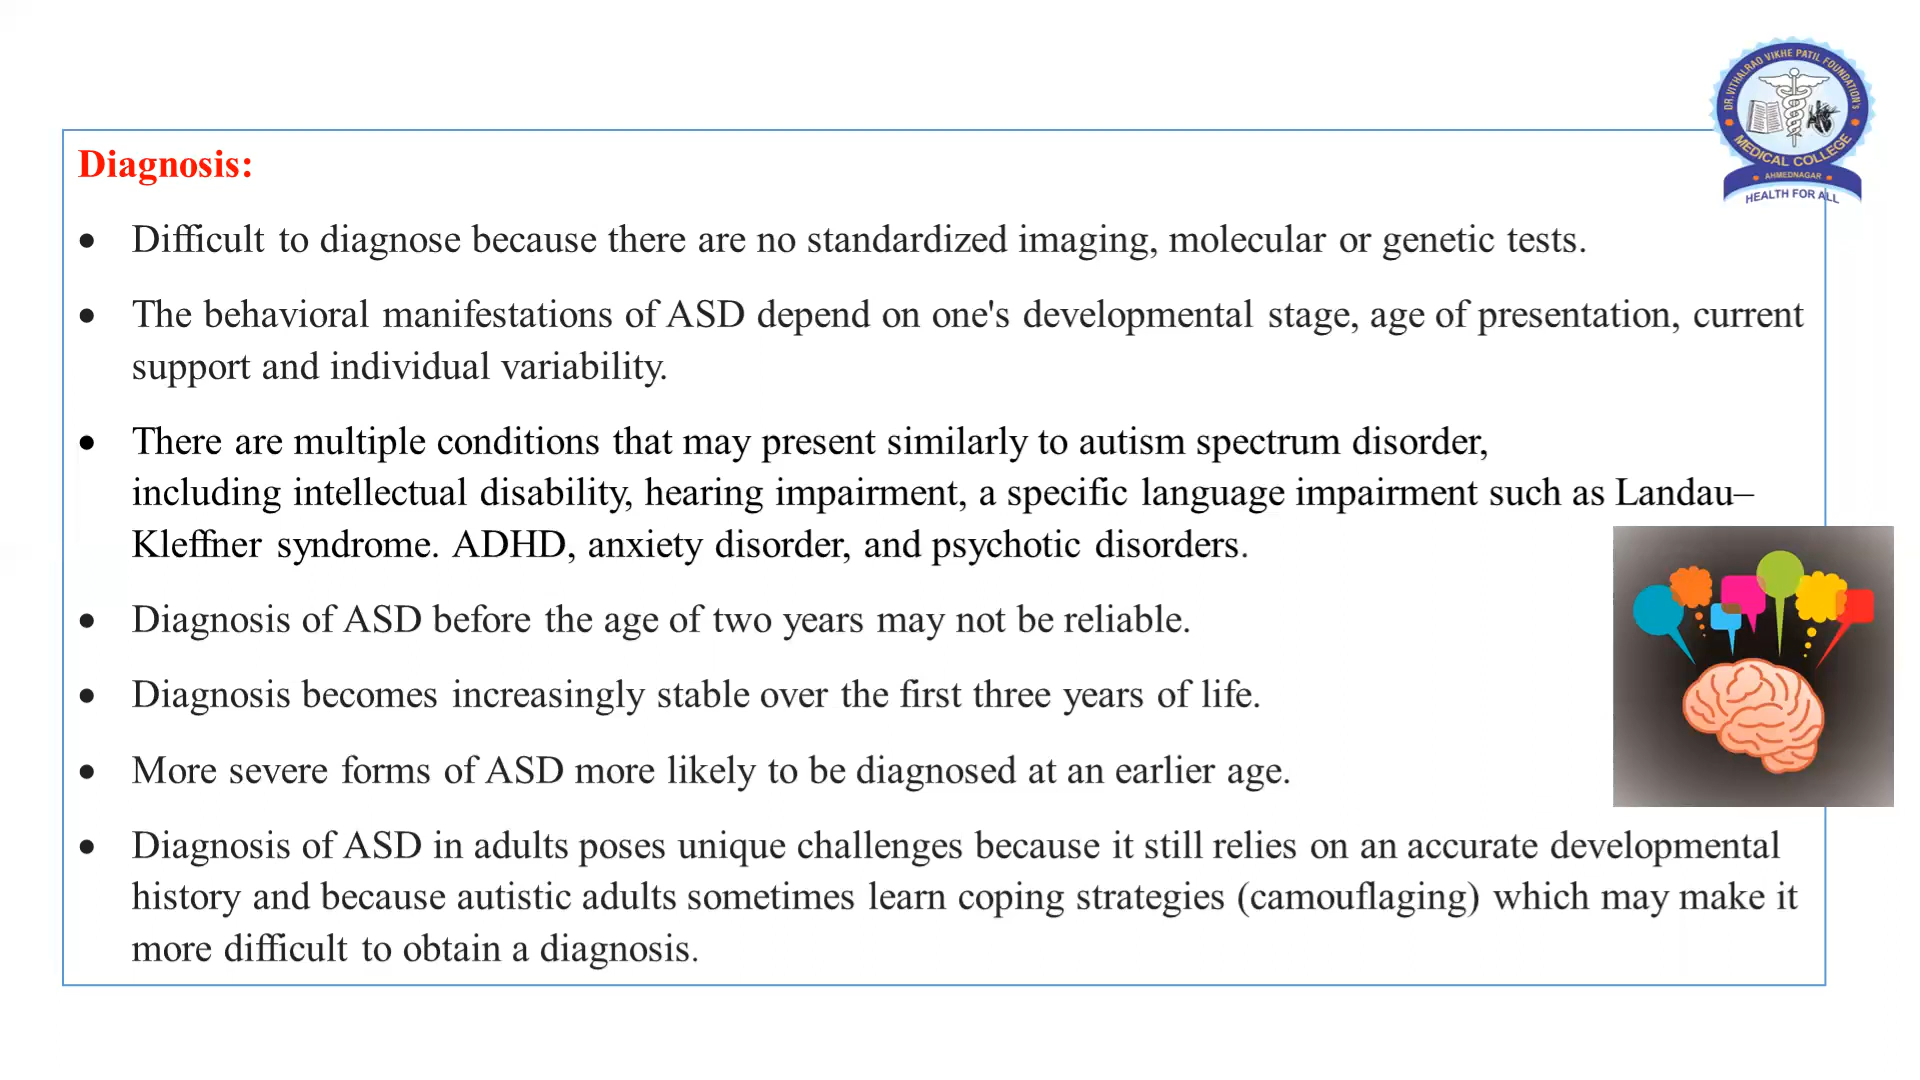 DR. VITHALRAO VIKHE PATIL FOUNDATION's
MEDICAL COLLEGE
AHMEDNAGAR
HEALTH FOR ALL
Diagnosis:
• Difficult to diagnose because there are no standardized imaging, molecular or genetic tests.
• The behavioral manifestations of ASD depend on one's developmental stage, age of presentation, current
support and individual variability.
• There are multiple conditions that may present similarly to autism spectrum disorder,
including intellectual disability, hearing impairment, a specific language impairment such as Landau–
Kleffner syndrome. ADHD, anxiety disorder, and psychotic disorders.
• Diagnosis of ASD before the age of two years may not be reliable.
• Diagnosis becomes increasingly stable over the first three years of life.
• More severe forms of ASD more likely to be diagnosed at an earlier age.
• Diagnosis of ASD in adults poses unique challenges because it still relies on an accurate developmental
history and because autistic adults sometimes learn coping strategies (camouflaging) which may make it
more difficult to obtain a diagnosis.